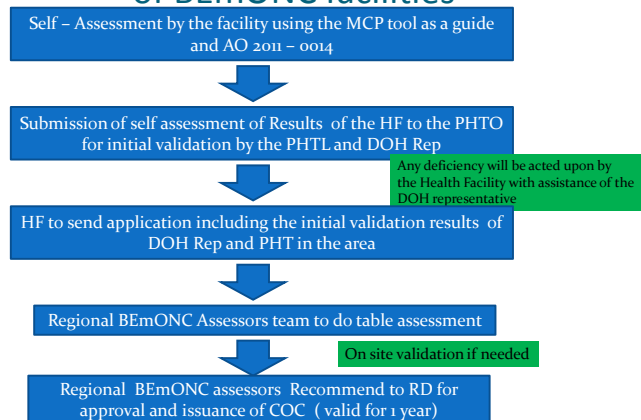 of BEmONC facilities
Self – Assessment by the facility using the MCP tool as a guide
and AO 2011 – 0014
Submission of self assessment of Results of the HF to the PHTO
for initial validation by the PHTL and DOH Rep
Any deficiency will be acted upon by
the Health Facility with assistance of the
DOH representative
HF to send application including the initial validation results of
DOH Rep and PHT in the area
Regional BEmONC Assessors team to do table assessment
On site validation if needed
Regional BEmONC assessors Recommend to RD for
approval and issuance of COC ( valid for 1 year)